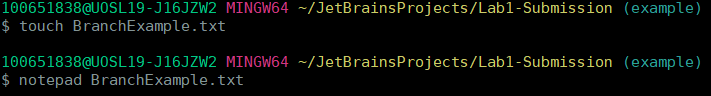 100651838@UOSL19-J16JZW2 MINGW64 ~/JetBrainsProjects/Lab1-Submission (example)
$ touch BranchExample.txt
100651838@UOSL19-J16JZW2 MINGW64 ~/JetBrainsProjects/Lab1-Submission (example)
$ notepad BranchExample.txt